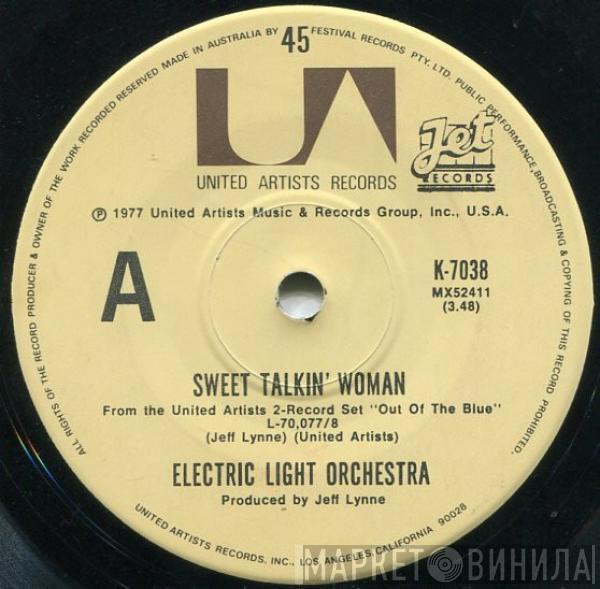 ALL RIGHTS OF THE RECORD PRODUCER & OWNER OF THE WORK RECORDED RESERVED MADE IN AUSTRALIA BY 45 FESTIVAL RECORDS PTY. LTD. PUBLIC PERFORMANCE, BROADCASTING & COPYING OF THIS RECORD PROHIBITED.
UA
Jet
RECORDS
UNITED ARTISTS RECORDS
Ⓟ 1977 United Artists Music & Records Group, Inc., U.S.A.
A
K-7038
MX52411
(3.48)
SWEET TALKIN' WOMAN
From the United Artists 2-Record Set "Out Of The Blue"
L-70,077/8
(Jeff Lynne) (United Artists)
ELECTRIC LIGHT ORCHESTRA
Produced by Jeff Lynne
UNITED ARTISTS RECORDS, INC., LOS ANGELES, CALIFORNIA 90028
МАРКЕТ ВИНИЛА